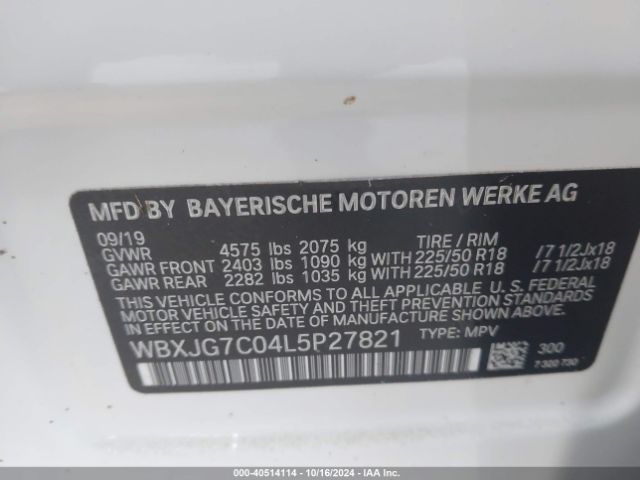 MFD BY BAYERISCHE MOTOREN WERKE AG
09/19 TIRE / RIM
GVWR 4575 lbs 2075 kg
GAWR FRONT 2403 lbs 1090 kg WITH 225/50 R18 /7 1/2Jx18
GAWR REAR 2282 lbs 1035 kg WITH 225/50 R18 /7 1/2Jx18
THIS VEHICLE CONFORMS TO ALL APPLICABLE U. S. FEDERAL
MOTOR VEHICLE SAFETY AND THEFT PREVENTION STANDARDS
IN EFFECT ON THE DATE OF MANUFACTURE SHOWN ABOVE.
WBXJG7C04L5P27821 TYPE: MPV
300
7 320 730
000-40514114 | 10/16/2024 | IAA Inc.